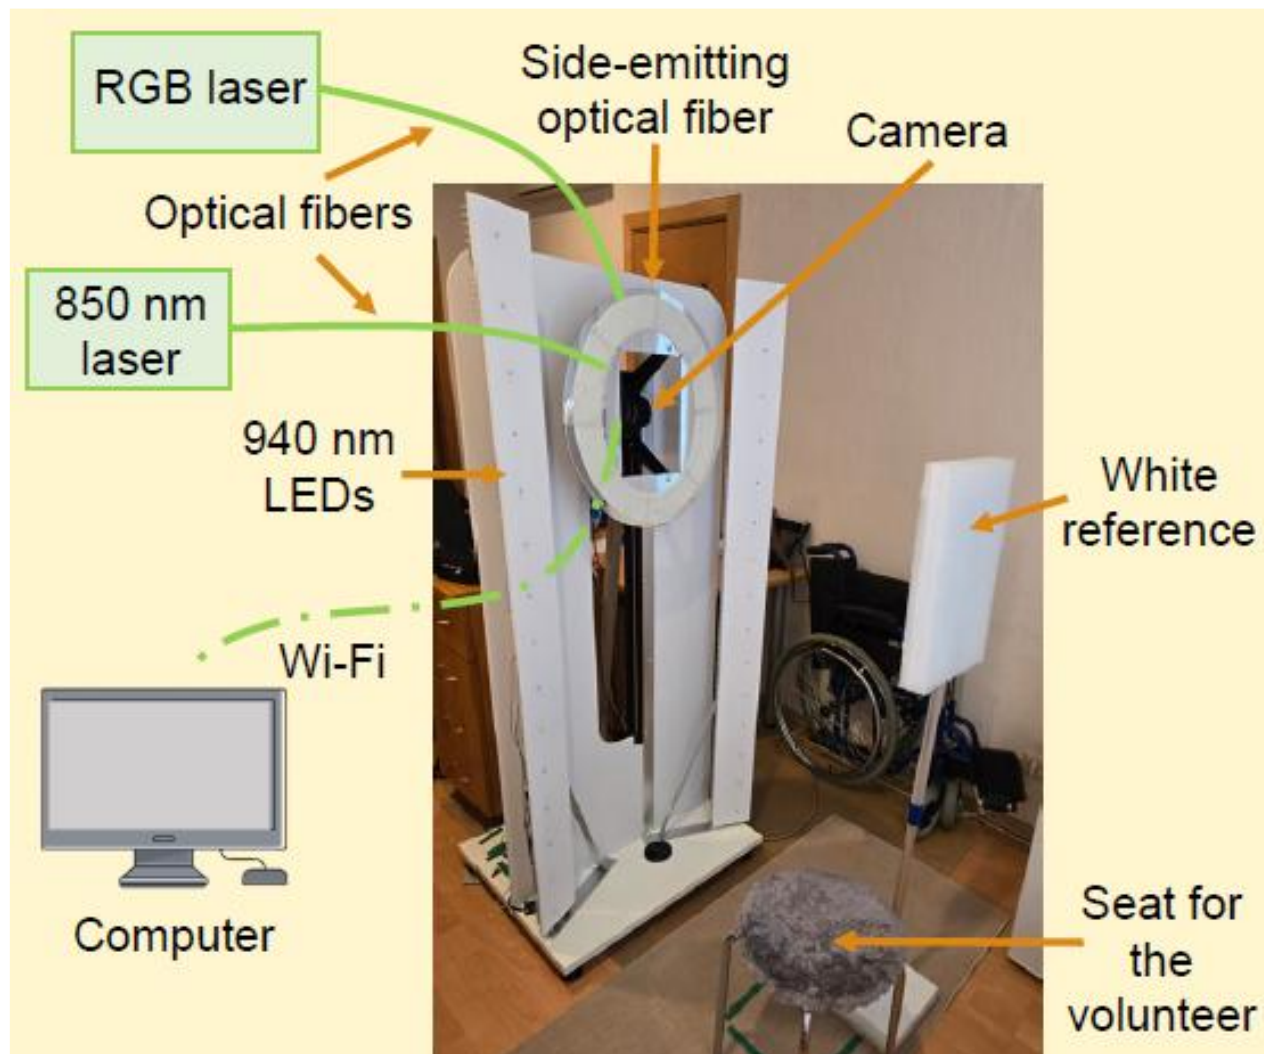 RGB laser
Side-emitting
optical fiber
Camera
Optical fibers
850 nm
laser
940 nm
LEDs
White
reference
Wi-Fi
Computer
Seat for
the
volunteer